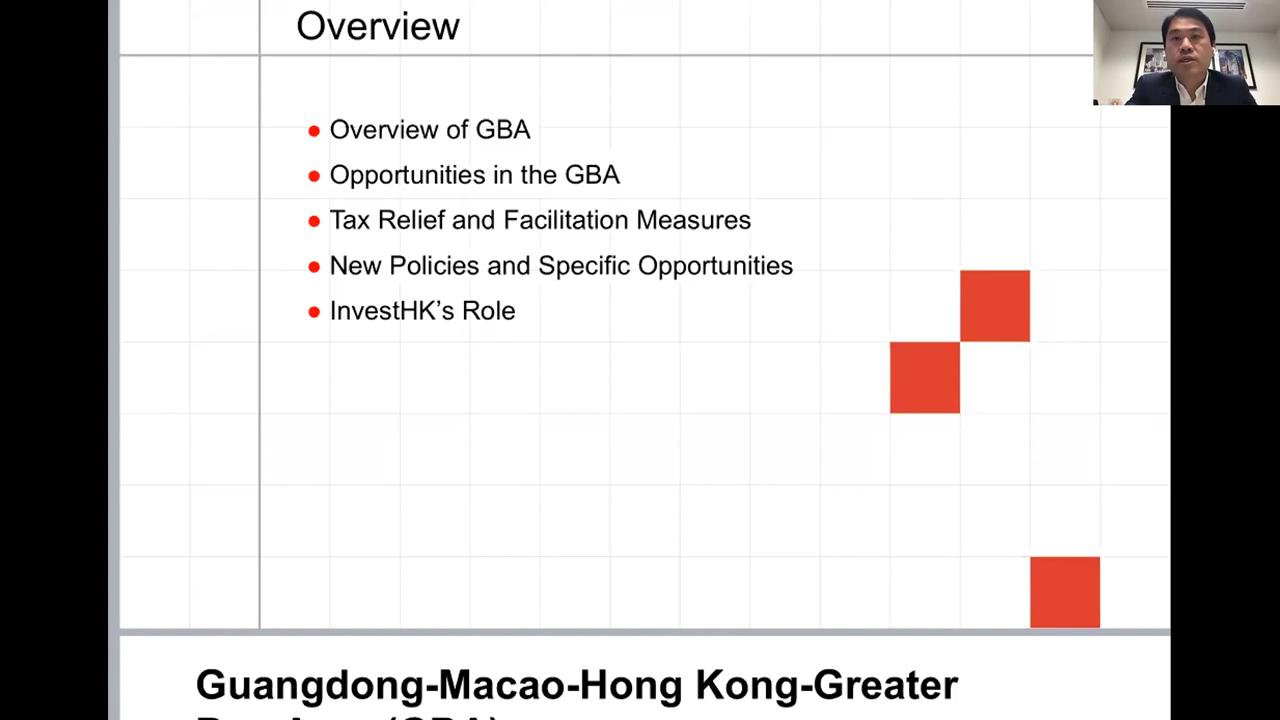 Overview
Overview of GBA
Opportunities in the GBA
Tax Relief and Facilitation Measures
New Policies and Specific Opportunities
InvestHK’s Role
Guangdong-Macao-Hong Kong-Greater
(GBA)